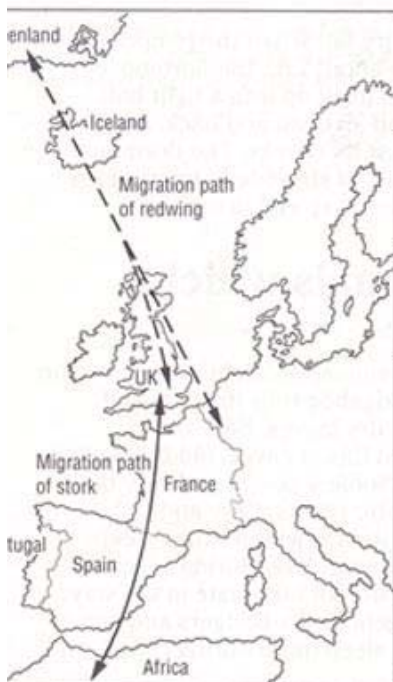 enland
Iceland
Migration path
of redwing
UK
Migration path
of stork
France
tugal
Spain
Africa